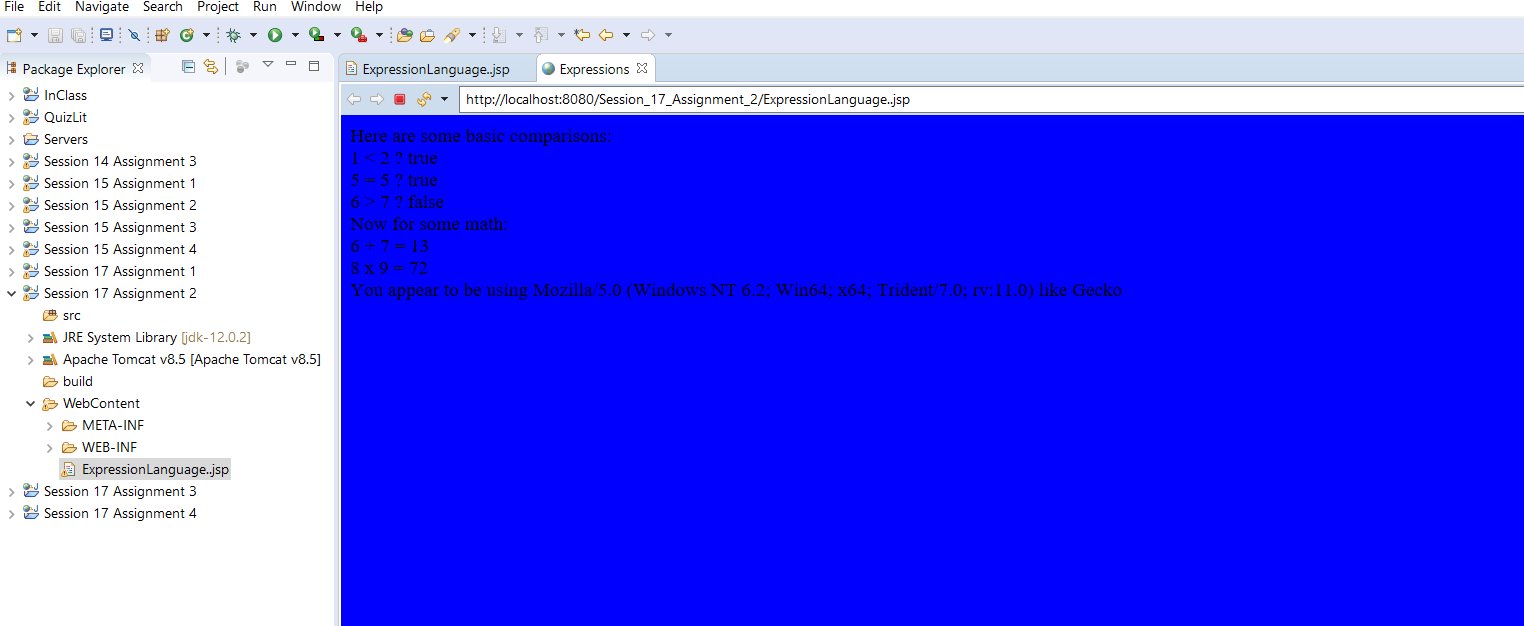 File Edit Navigate Search Project Run Window Help
Package Explorer
InClass
QuizLit
Servers
Session 14 Assignment 3
Session 15 Assignment 1
Session 15 Assignment 2
Session 15 Assignment 3
Session 15 Assignment 4
Session 17 Assignment 1
Session 17 Assignment 2
src
JRE System Library [jdk-12.0.2]
Apache Tomcat v8.5 [Apache Tomcat v8.5]
build
WebContent
META-INF
WEB-INF
ExpressionLanguage..jsp
Session 17 Assignment 3
Session 17 Assignment 4
ExpressionLanguage..jsp Expressions
http://localhost:8080/Session_17_Assignment_2/ExpressionLanguage.jsp
Here are some basic comparisons:
1 < 2 ? true
5 = 5 ? true
6 > 7 ? false
Now for some math:
6 + 7 = 13
8 x 9 = 72
You appear to be using Mozilla/5.0 (Windows NT 6.2; Win64; x64; Trident/7.0; rv:11.0) like Gecko